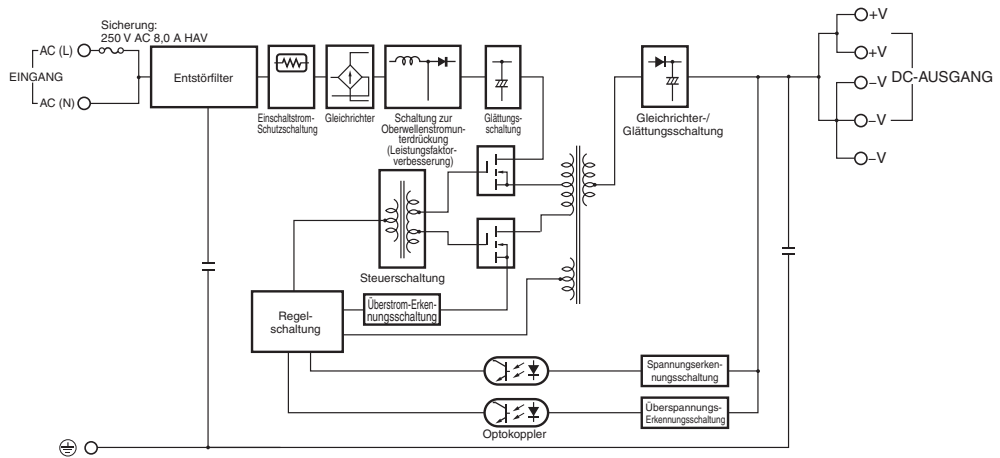 Sicherung:
250 V AC 8,0 A HAV
AC (L)
EINGANG
AC (N)
Entstörfilter
Einschaltstrom-
Schutzschaltung
Gleichrichter
Schaltung zur
Oberwellenstromun-
terdrückung
(Leistungsfaktor-
verbesserung)
Glättungs-
schaltung
Gleichrichter-/
Glättungsschaltung
+V
+V
–V
DC-AUSGANG
–V
–V
Steuerschaltung
Regel-
schaltung
Überstrom-Erken-
nungsschaltung
Spannungserken-
nungsschaltung
Überspannungs-
Erkennungsschaltung
Optokoppler